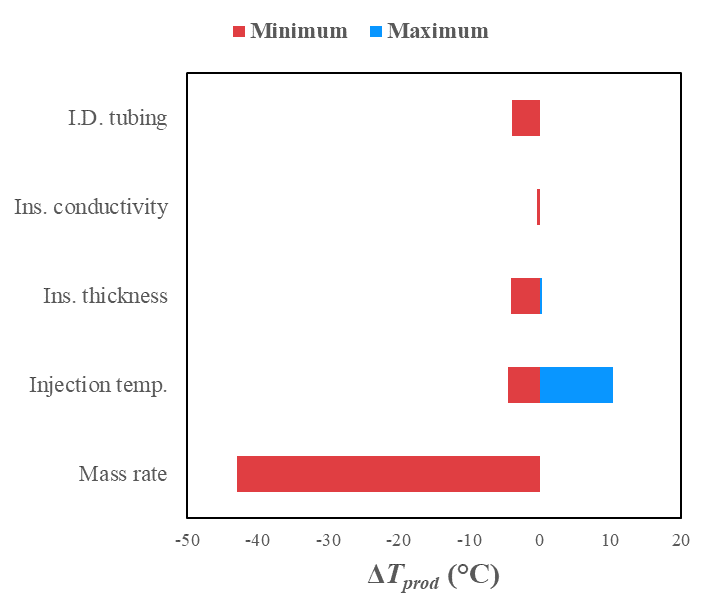 Minimum Maximum
I.D. tubing
Ins. conductivity
Ins. thickness
Injection temp.
Mass rate
-50 -40 -30 -20 -10 0 10 20
ΔTprod (°C)